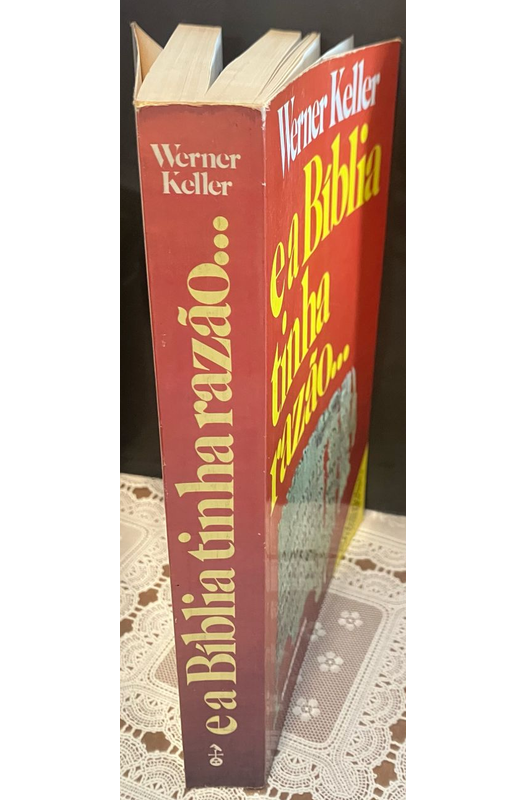 Werner
Keller
e a Bíblia tinha razão...
Werner Keller
e a Bíblia
tinha
razão...